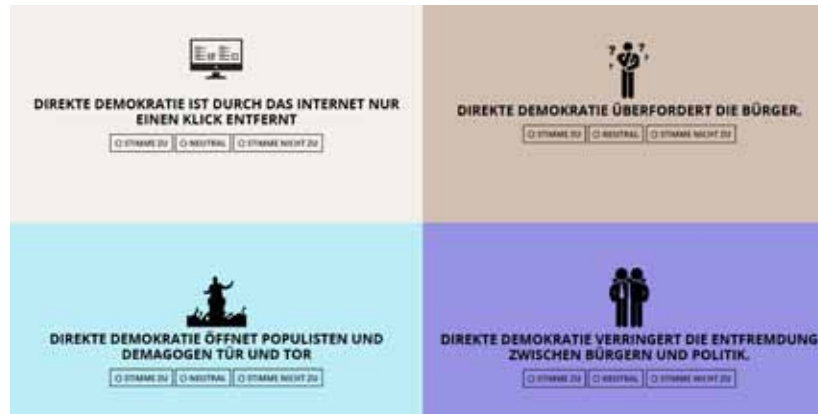 DIREKTE DEMOKRATIE IST DURCH DAS INTERNET NUR
EINEN KLICK ENTFERNT
STIMME ZU NEUTRAL STIMME NICHT ZU
DIREKTE DEMOKRATIE ÜBERFORDERT DIE BÜRGER.
STIMME ZU NEUTRAL STIMME NICHT ZU
DIREKTE DEMOKRATIE ÖFFNET POPULISTEN UND
DEMAGOGEN TÜR UND TOR
STIMME ZU NEUTRAL STIMME NICHT ZU
DIREKTE DEMOKRATIE VERRINGERT DIE ENTFREMDUNG
ZWISCHEN BÜRGERN UND POLITIK.
STIMME ZU NEUTRAL STIMME NICHT ZU